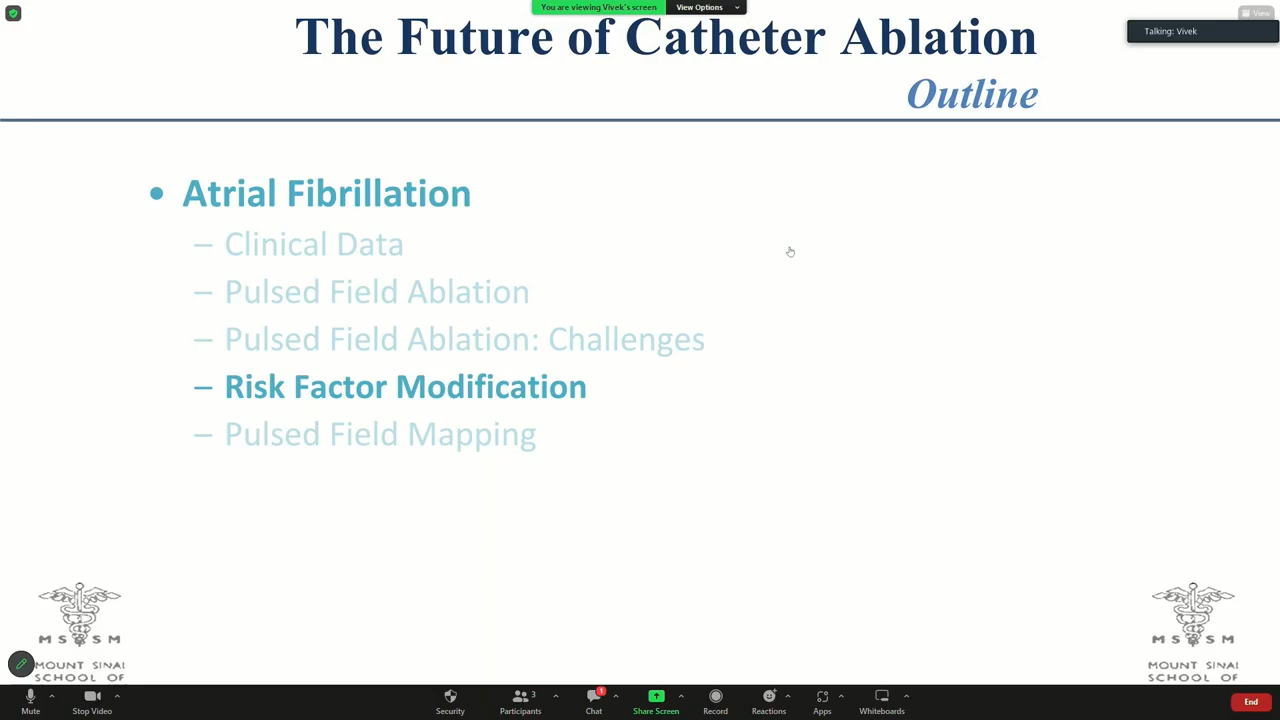 You are viewing Vivek's screen
View Options
View
Talking: Vivek
The Future of Catheter Ablation
Outline
• Atrial Fibrillation
– Clinical Data
– Pulsed Field Ablation
– Pulsed Field Ablation: Challenges
– Risk Factor Modification
– Pulsed Field Mapping
M S S M
MOUNT SINAI
SCHOOL OF
M S S M
MOUNT SINAI
SCHOOL OF
Mute
Stop Video
Security
Participants
3
Chat
1
Share Screen
Record
Reactions
Apps
Whiteboards
End